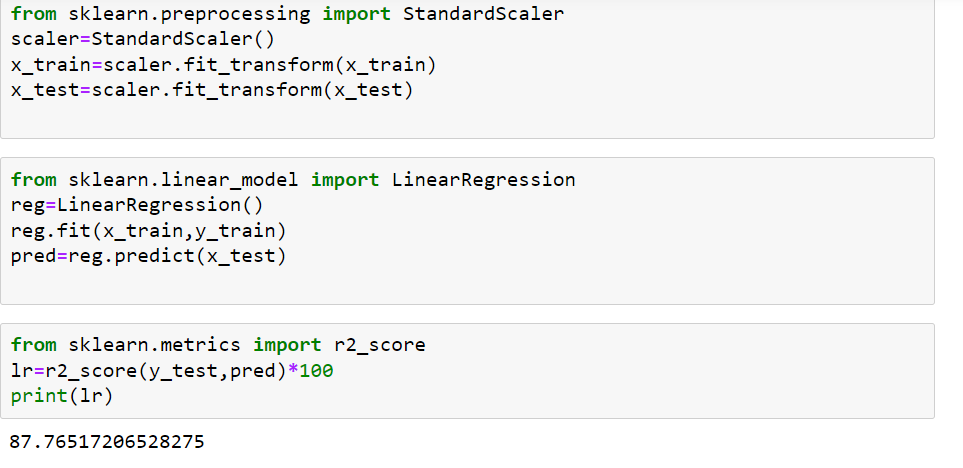 from sklearn.preprocessing import StandardScaler
scaler=StandardScaler()
x_train=scaler.fit_transform(x_train)
x_test=scaler.fit_transform(x_test)
from sklearn.linear_model import LinearRegression
reg=LinearRegression()
reg.fit(x_train,y_train)
pred=reg.predict(x_test)
from sklearn.metrics import r2_score
lr=r2_score(y_test,pred)*100
print(lr)
87.76517206528275